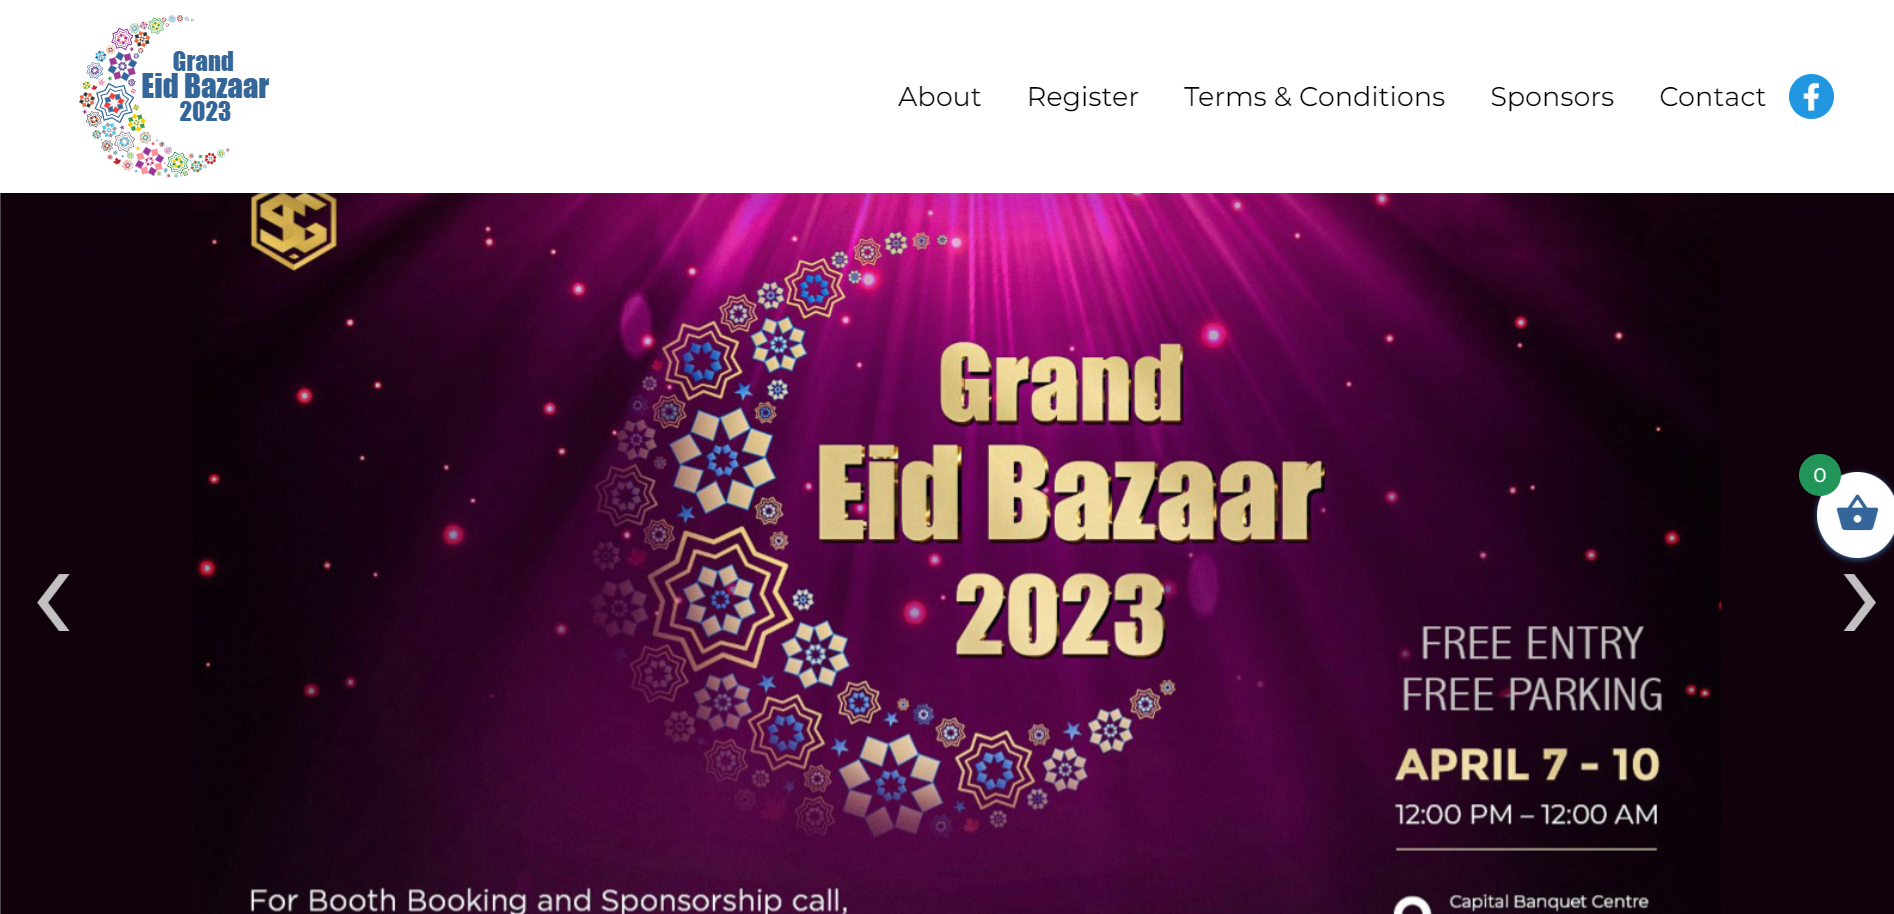 Grand
Eid Bazaar
2023
About Register Terms & Conditions Sponsors Contact
SG
Grand
Eid Bazaar
2023
0
FREE ENTRY
FREE PARKING
APRIL 7 - 10
12:00 PM – 12:00 AM
For Booth Booking and Sponsorship call,
Capital Banquet Centre